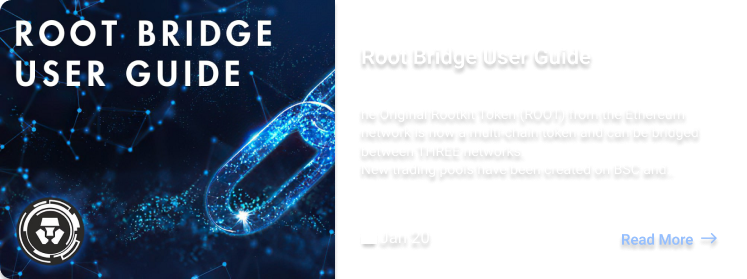 ROOT BRIDGE
USER GUIDE
Root Bridge User Guide
he Original Rootkit Token (ROOT) from the Ethereum
network is now a multi-chain token and can be bridged
between THREE networks.
New trading pools have been created on BSC and...
Jan 20
Read More →